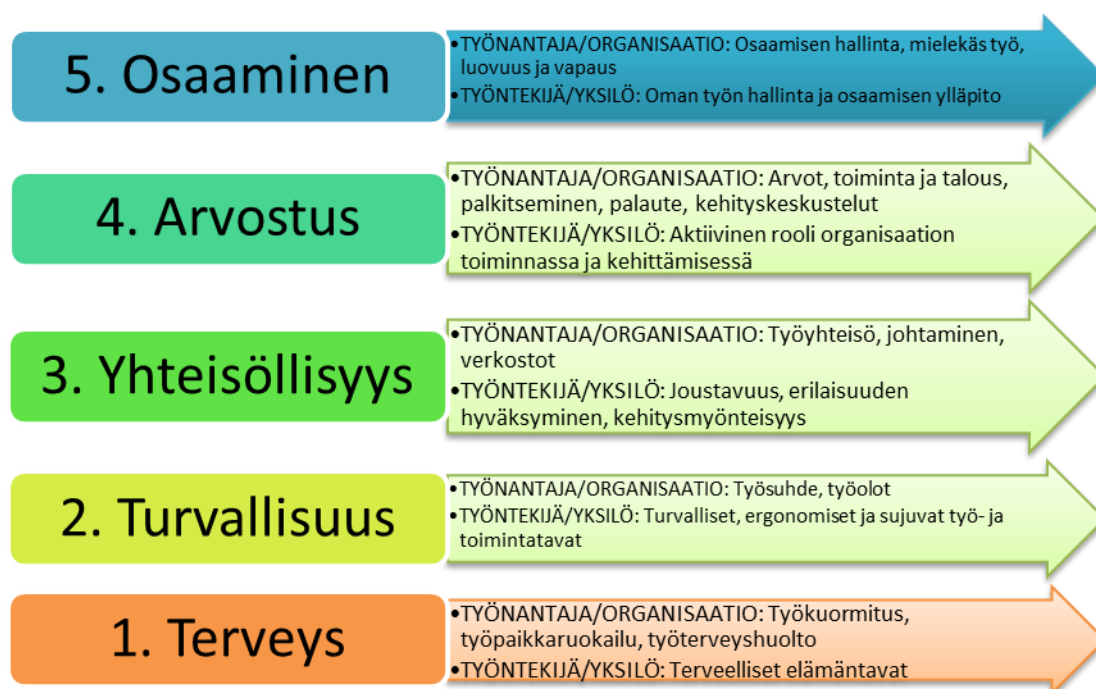 5. Osaaminen
•TYÖNANTAJA/ORGANISAATIO: Osaamisen hallinta, mielekäs työ,
luovuus ja vapaus
•TYÖNTEKIJÄ/YKSILÖ: Oman työn hallinta ja osaamisen ylläpito
4. Arvostus
•TYÖNANTAJA/ORGANISAATIO: Arvot, toiminta ja talous,
palkitseminen, palaute, kehityskeskustelut
•TYÖNTEKIJÄ/YKSILÖ: Aktiivinen rooli organisaation
toiminnassa ja kehittämisessä
3. Yhteisöllisyys
•TYÖNANTAJA/ORGANISAATIO: Työyhteisö, johtaminen,
verkostot
•TYÖNTEKIJÄ/YKSILÖ: Joustavuus, erilaisuuden
hyväksyminen, kehitysmyönteisyys
2. Turvallisuus
•TYÖNANTAJA/ORGANISAATIO: Työsuhde, työolot
•TYÖNTEKIJÄ/YKSILÖ: Turvalliset, ergonomiset ja sujuvat työ- ja
toimintatavat
1. Terveys
•TYÖNANTAJA/ORGANISAATIO: Työkuormitus,
työpaikkaruokailu, työterveyshuolto
•TYÖNTEKIJÄ/YKSILÖ: Terveelliset elämäntavat